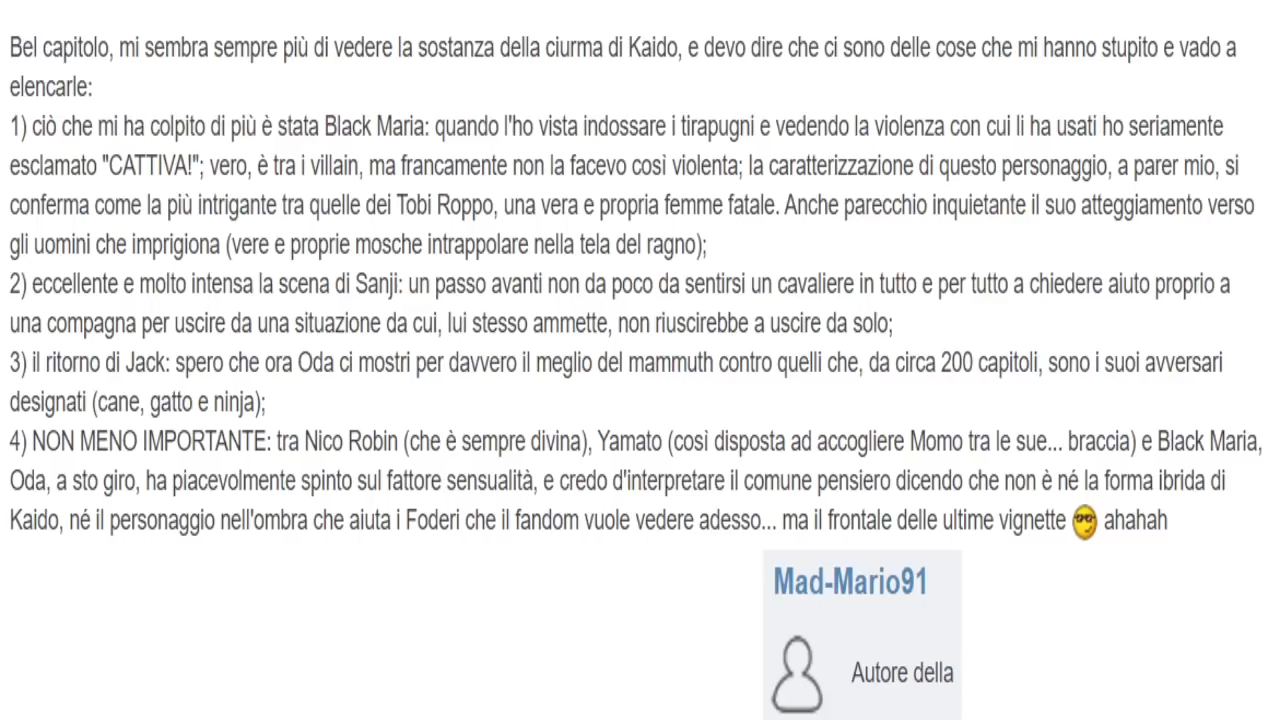 Bel capitolo, mi sembra sempre più di vedere la sostanza della ciurma di Kaido, e devo dire che ci sono delle cose che mi hanno stupito e vado a
elencarle:
1) ciò che mi ha colpito di più è stata Black Maria: quando l'ho vista indossare i tirapugni e vedendo la violenza con cui li ha usati ho seriamente
esclamato "CATTIVA!"; vero, è tra i villain, ma francamente non la facevo così violenta; la caratterizzazione di questo personaggio, a parer mio, si
conferma come la più intrigante tra quelle dei Tobi Roppo, una vera e propria femme fatale. Anche parecchio inquietante il suo atteggiamento verso
gli uomini che imprigiona (vere e proprie mosche intrappolare nella tela del ragno);
2) eccellente e molto intensa la scena di Sanji: un passo avanti non da poco da sentirsi un cavaliere in tutto e per tutto a chiedere aiuto proprio a
una compagna per uscire da una situazione da cui, lui stesso ammette, non riuscirebbe a uscire da solo;
3) il ritorno di Jack: spero che ora Oda ci mostri per davvero il meglio del mammuth contro quelli che, da circa 200 capitoli, sono i suoi avversari
designati (cane, gatto e ninja);
4) NON MENO IMPORTANTE: tra Nico Robin (che è sempre divina), Yamato (così disposta ad accogliere Momo tra le sue... braccia) e Black Maria,
Oda, a sto giro, ha piacevolmente spinto sul fattore sensualità, e credo d'interpretare il comune pensiero dicendo che non è né la forma ibrida di
Kaido, né il personaggio nell'ombra che aiuta i Foderi che il fandom vuole vedere adesso... ma il frontale delle ultime vignette ahahah
Mad-Mario91
Autore della